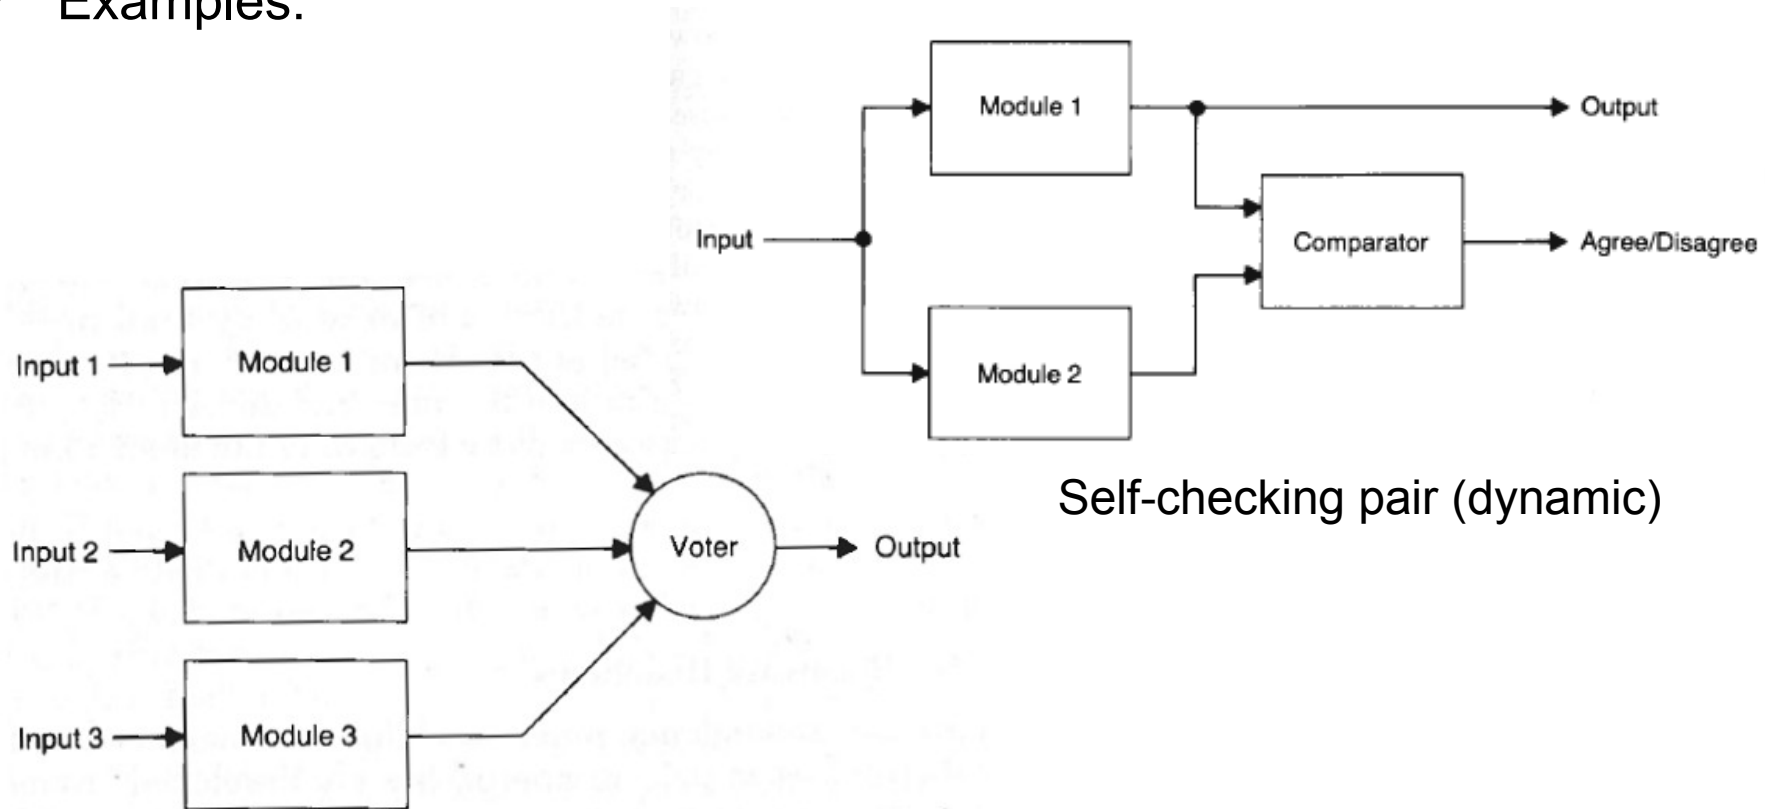 Examples:
Module 1
Output
Input
Comparator
Agree/Disagree
Module 2
Self-checking pair (dynamic)
Input 1
Module 1
Input 2
Module 2
Voter
Output
Input 3
Module 3